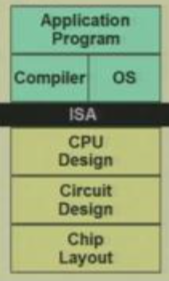 Application
Program
Compiler OS
ISA
CPU
Design
Circuit
Design
Chip
Layout